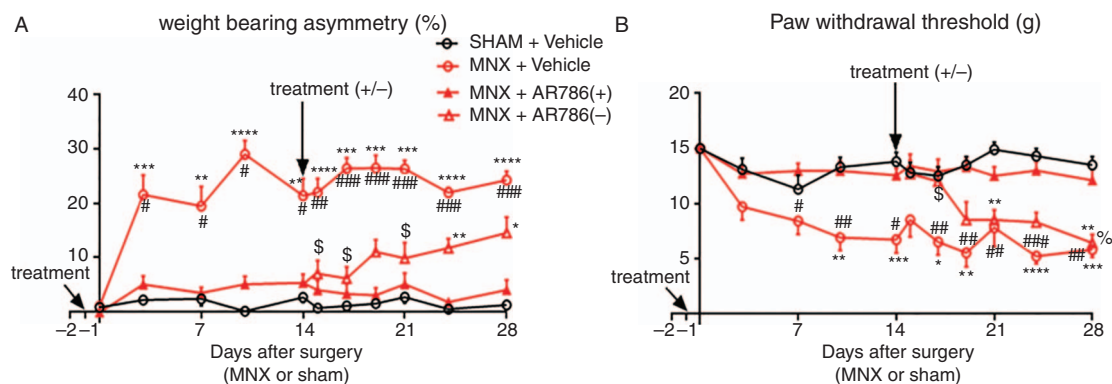 A
weight bearing asymmetry (%)
SHAM + Vehicle
MNX + Vehicle
MNX + AR786(+)
MNX + AR786(−)
treatment (+/−)
40
30
20
10
treatment
−2 −1
7
14
21
28
*** # ** # **** # ** # **** ## *** ### *** ### *** ### **** ### **** ###
$ $ $ ** *
Days after surgery
(MNX or sham)
B
Paw withdrawal threshold (g)
treatment (+/−)
20
15
10
5
treatment
−2 −1
7
14
21
28
# ## ** # *** $ ## * ## ** ** ## ### **** ** % ## ***
Days after surgery
(MNX or sham)